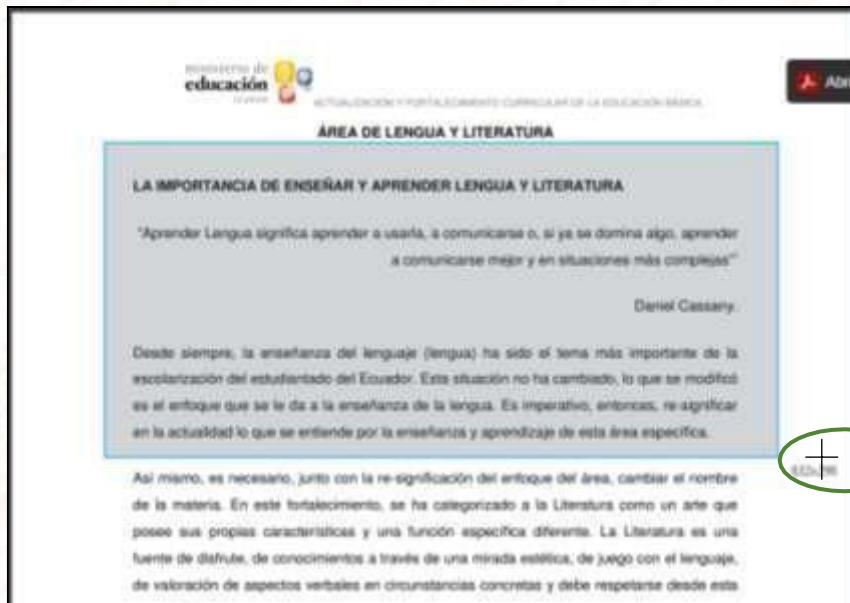 ministerio de
educación
ACTUALIZACIÓN Y FORTALECIMIENTO CURRICULAR DE LA EDUCACIÓN BÁSICA
Abri
ÁREA DE LENGUA Y LITERATURA
LA IMPORTANCIA DE ENSEÑAR Y APRENDER LENGUA Y LITERATURA
"Aprender Lengua significa aprender a usarla, a comunicarse o, si ya se domina algo, aprender
a comunicarse mejor y en situaciones más complejas"
Daniel Cassany.
Desde siempre, la enseñanza del lenguaje (lengua) ha sido el tema más importante de la
escolarización del estudiantado del Ecuador. Esta situación no ha cambiado, lo que se modificó
es el enfoque que se le da a la enseñanza de la lengua. Es imperativo, entonces, re-significar
en la actualidad lo que se entiende por la enseñanza y aprendizaje de esta área específica.
Así mismo, es necesario, junto con la re-significación del enfoque del área, cambiar el nombre
de la materia. En este fortalecimiento, se ha categorizado a la Literatura como un arte que
posee sus propias características y una función específica diferente. La Literatura es una
fuente de disfrute, de conocimientos a través de una mirada estética, de juego con el lenguaje,
de valoración de aspectos verbales en circunstancias concretas y debe respetarse desde esta